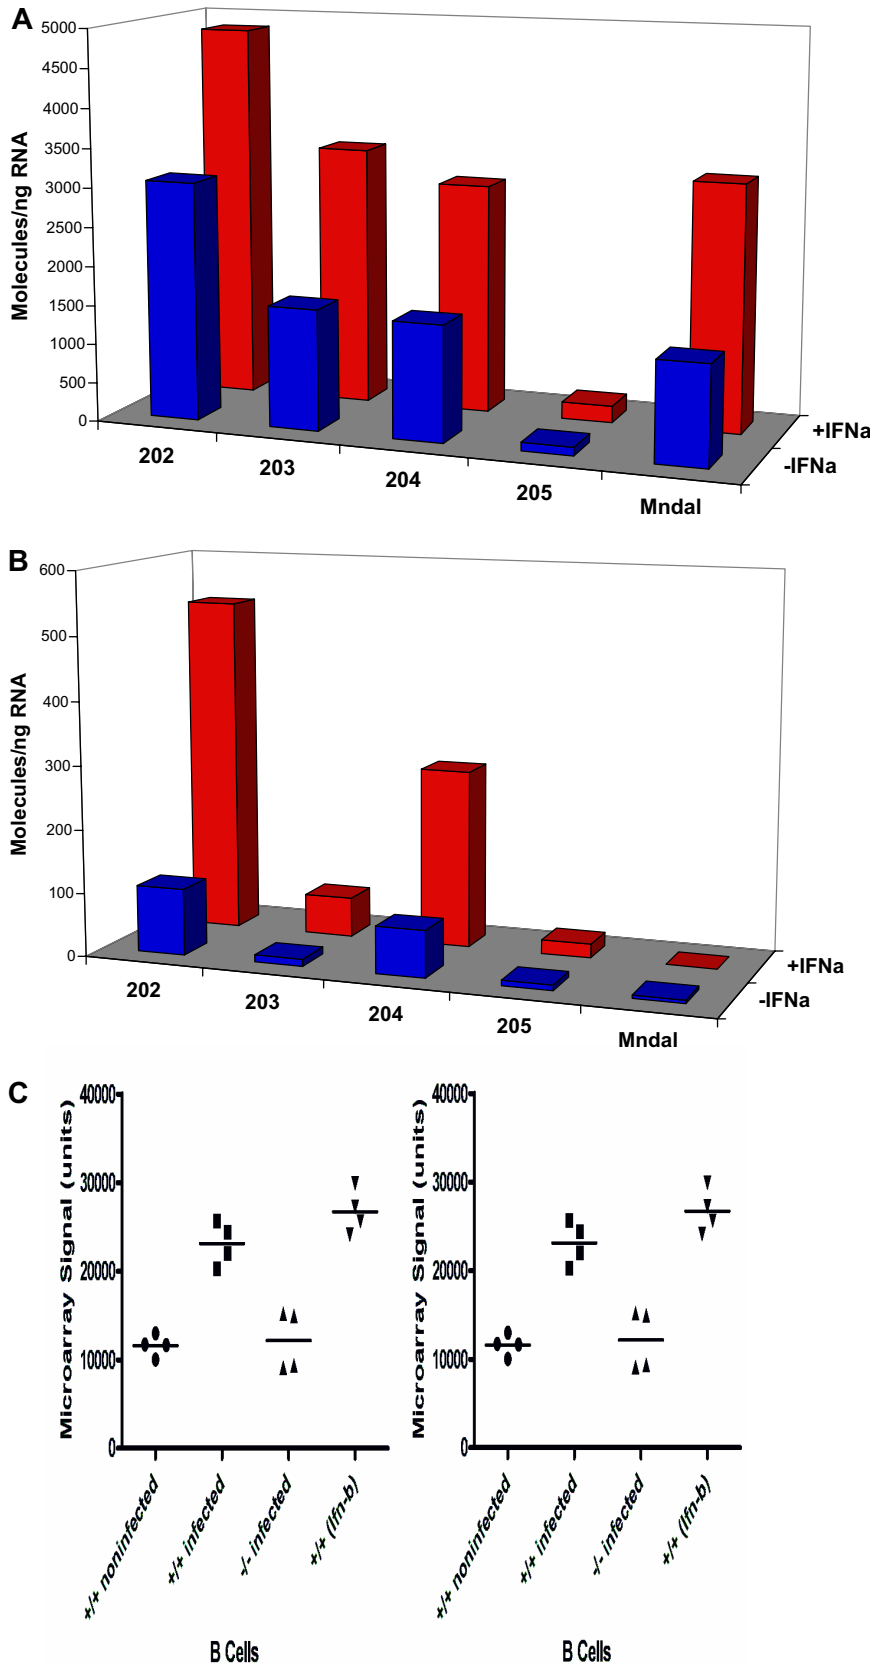 A
5000
4500
4000
3500
3000
2500
2000
1500
1000
500
0
Molecules/ng RNA
202
203
204
205
Mndal
+IFNa
-IFNa
B
600
500
400
300
200
100
0
Molecules/ng RNA
202
203
204
205
Mndal
+IFNa
-IFNa
C
40000
30000
20000
10000
0
Microarray Signal (units)
+/+ noninfected
+/+ infected
-/- infected
+/+ (Ifn-b)
B Cells
40000
30000
20000
10000
0
Microarray Signal (units)
+/+ noninfected
+/+ infected
-/- infected
+/+ (Ifn-b)
B Cells